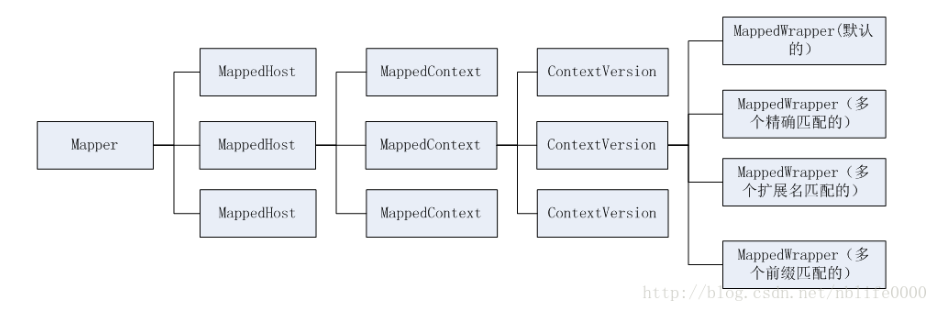 Mapper
MappedHost
MappedHost
MappedHost
MappedContext
MappedContext
MappedContext
ContextVersion
ContextVersion
ContextVersion
MappedWrapper(默认
的）
MappedWrapper（多
个精确匹配的）
MappedWrapper（多
个扩展名匹配的）
MappedWrapper（多
个前缀匹配的）
http://blog.csdn.net/nblife0000